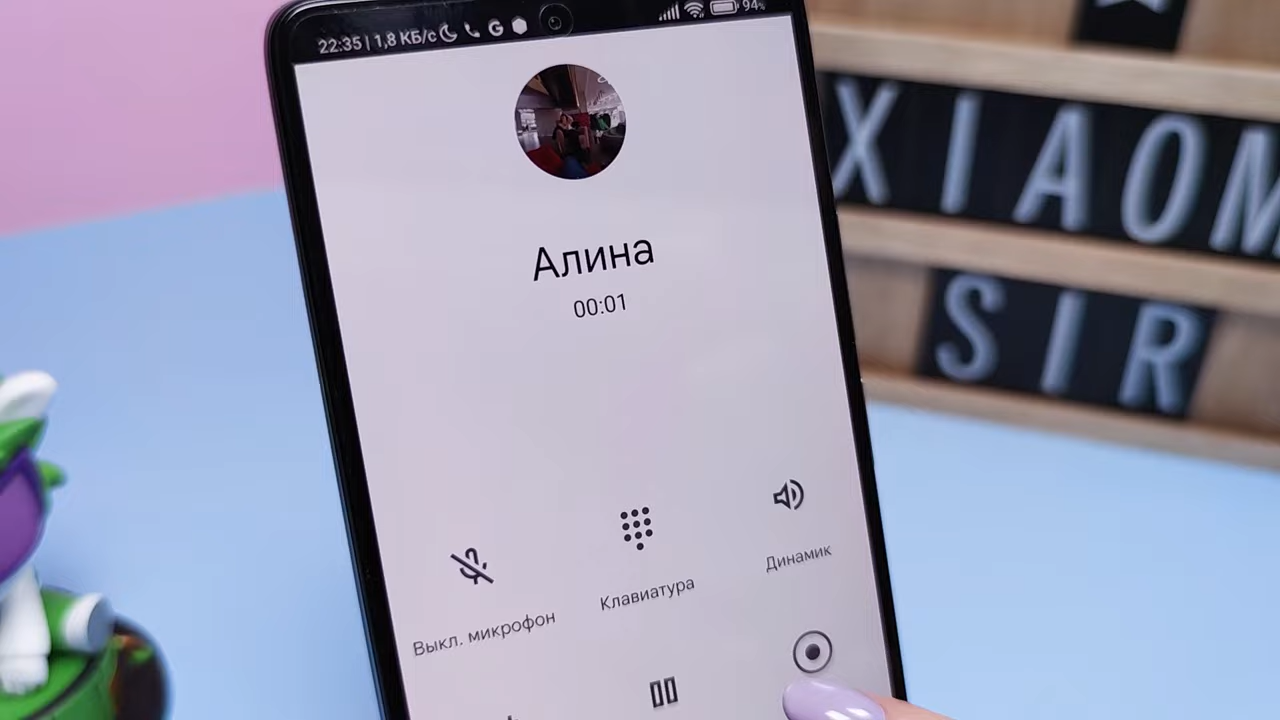 22:35 | 1,8 КБ/с
94%
Алина
00:01
Выкл. микрофон
Клавиатура
Динамик
XIAOM
SIR